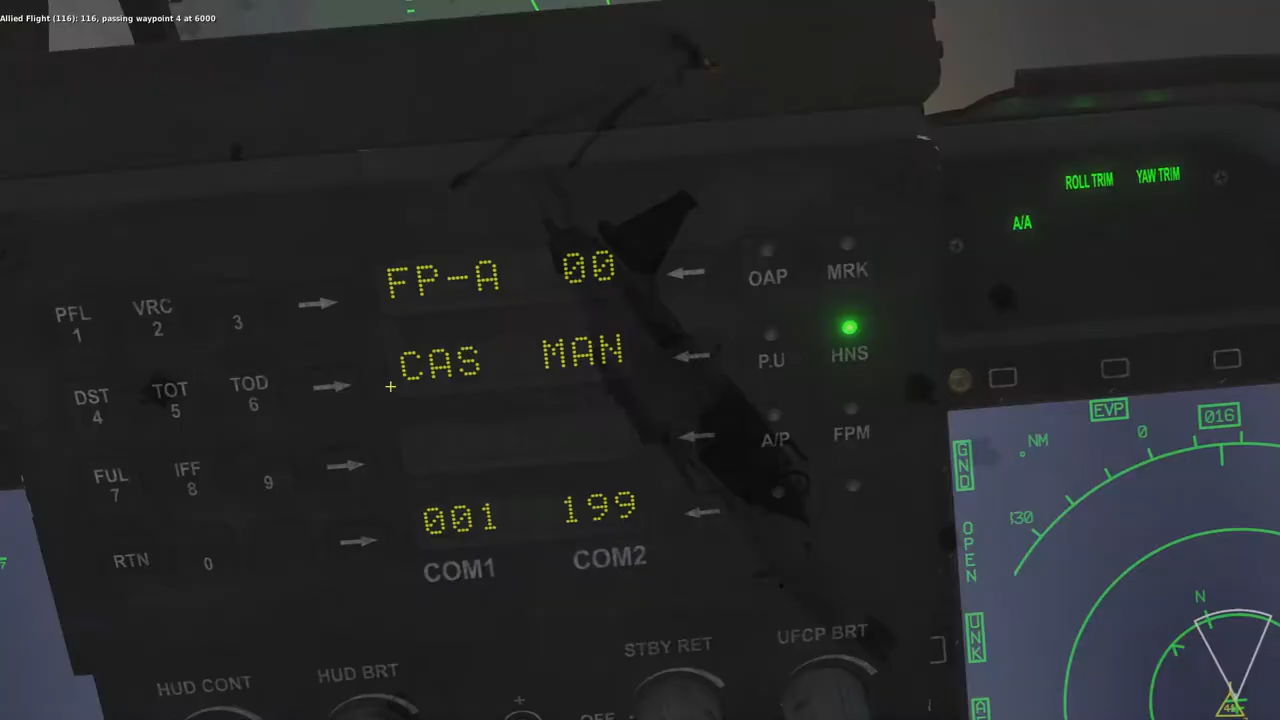 Allied Flight (116): 116, passing waypoint 4 at 6000
ROLL TRIM YAW TRIM
A/A
FP-A 00
OAP MRK
PFL 1 VRC 2 3
CAS MAN
P.U HNS
DST 4 TOT 5 TOD 6
A/P FPM
FUL 7 IFF 8 9
001 199
RTN 0
COM1 COM2
EVP 016
NM 0
GND
30
OPEN
N
UNK
44
STBY RET UFCP BRT
HUD CONT HUD BRT
OFF